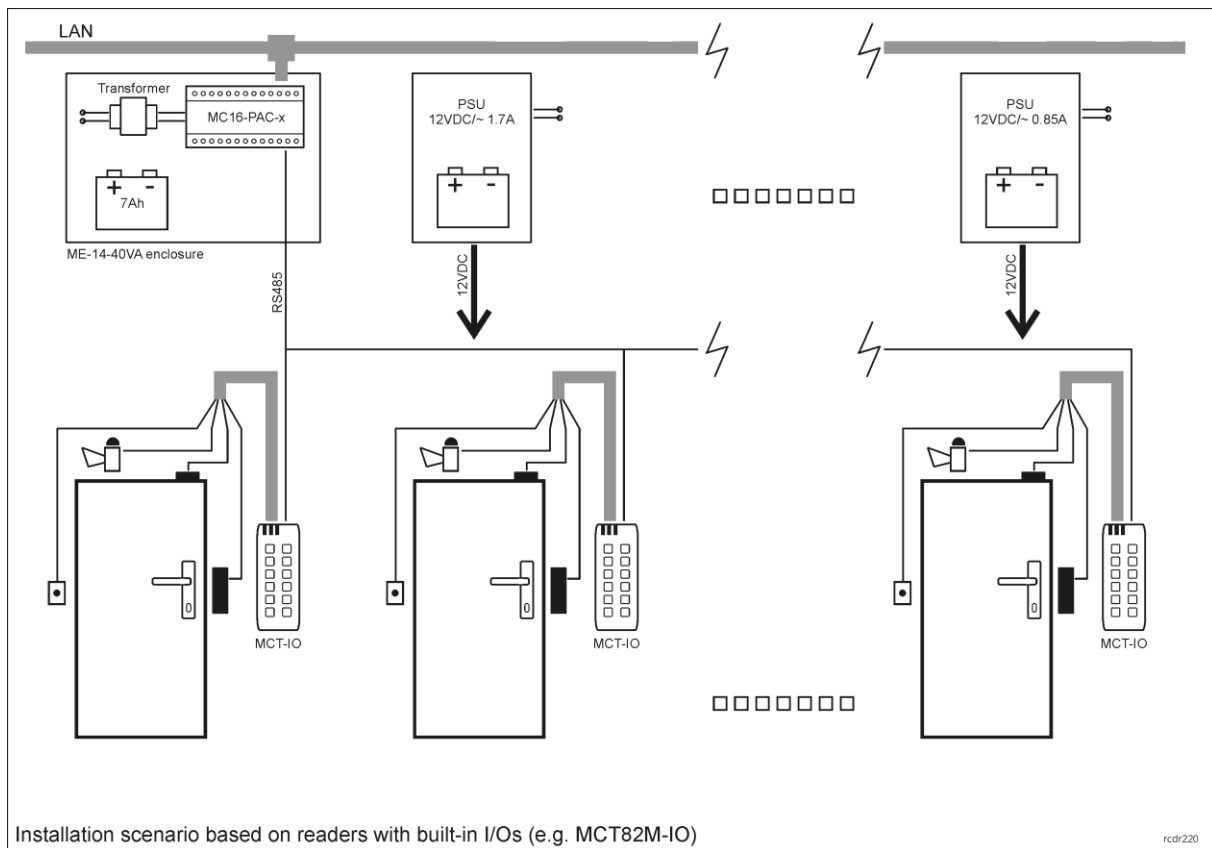 LAN
Transformer
MC16-PAC-x
+ -
7Ah
ME-14-40VA enclosure
PSU
12VDC/~ 1.7A
+ -
PSU
12VDC/~ 0.85A
+ -
RS485
12VDC
12VDC
MCT-IO
MCT-IO
MCT-IO
Installation scenario based on readers with built-in I/Os (e.g. MCT82M-IO)
rcdr220